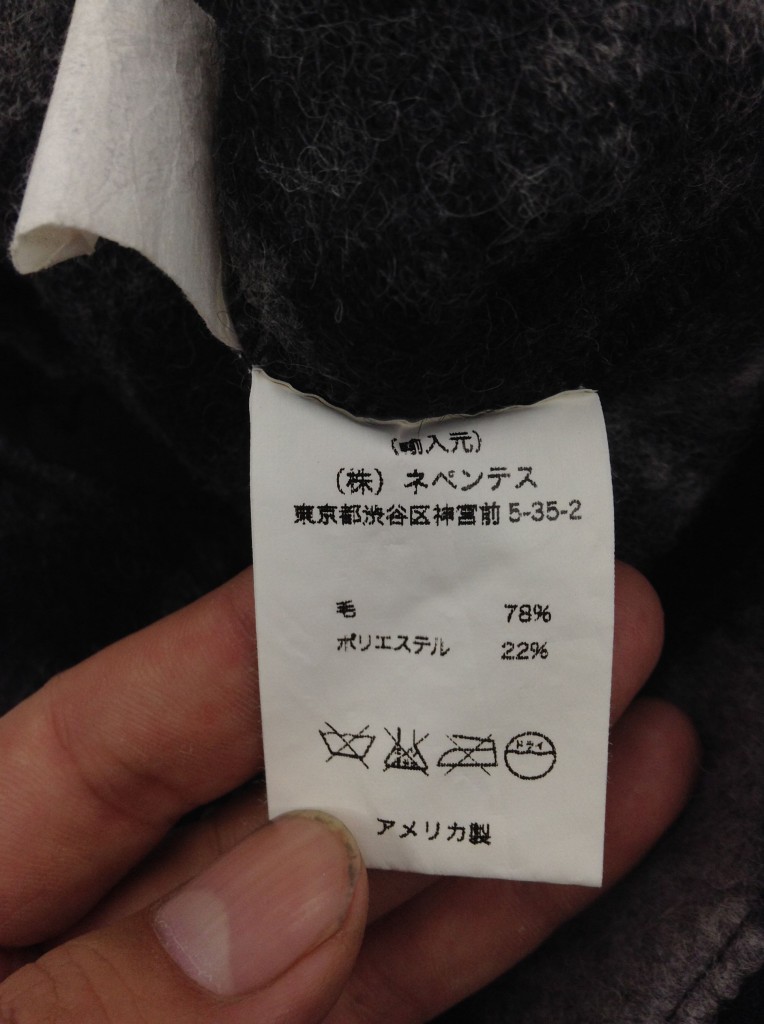 (輸入元)
(株) ネペンテス
東京都渋谷区神宮前 5-35-2
毛 78%
ポリエステル 22%
ドライ
アメリカ製